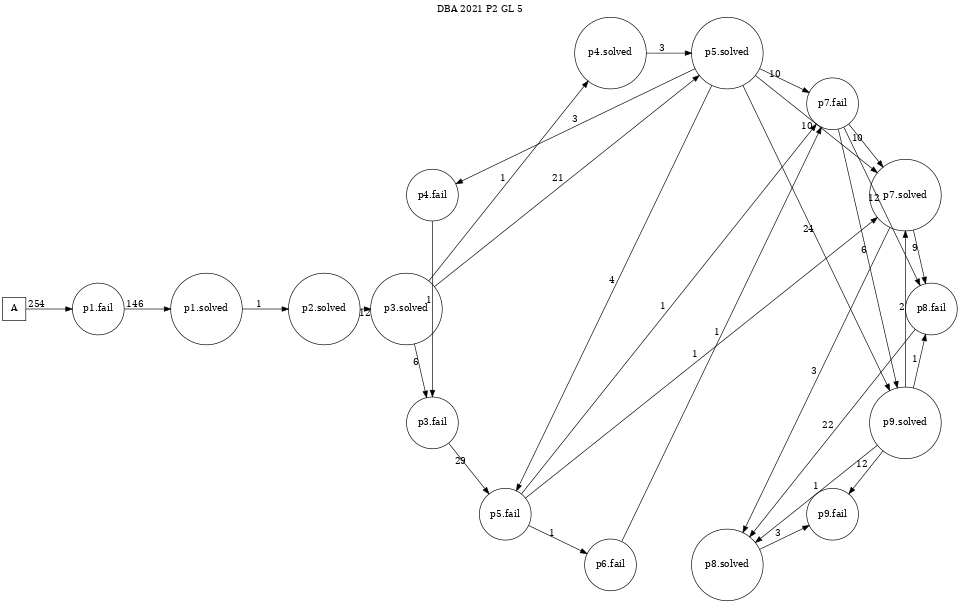 DBA 2021 P2 GL 5
p4.solved
3
p5.solved
10
p7.fail
10
10
3
1
21
p4.fail
12
p7.solved
24
6
9
4
A
254
p1.fail
146
p1.solved
1
p2.solved
12
p3.solved
1
1
1
2
p8.fail
1
6
1
3
p3.fail
p9.solved
22
29
12
1
p5.fail
p9.fail
1
3
p6.fail
p8.solved